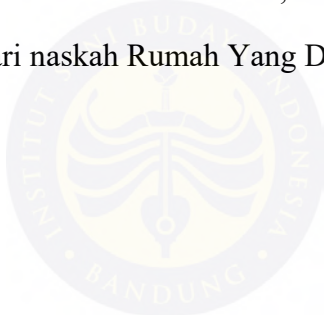 ari naskah Rumah Yang D
INSTITUT SENI BUDAYA INDONESIA
BANDUNG